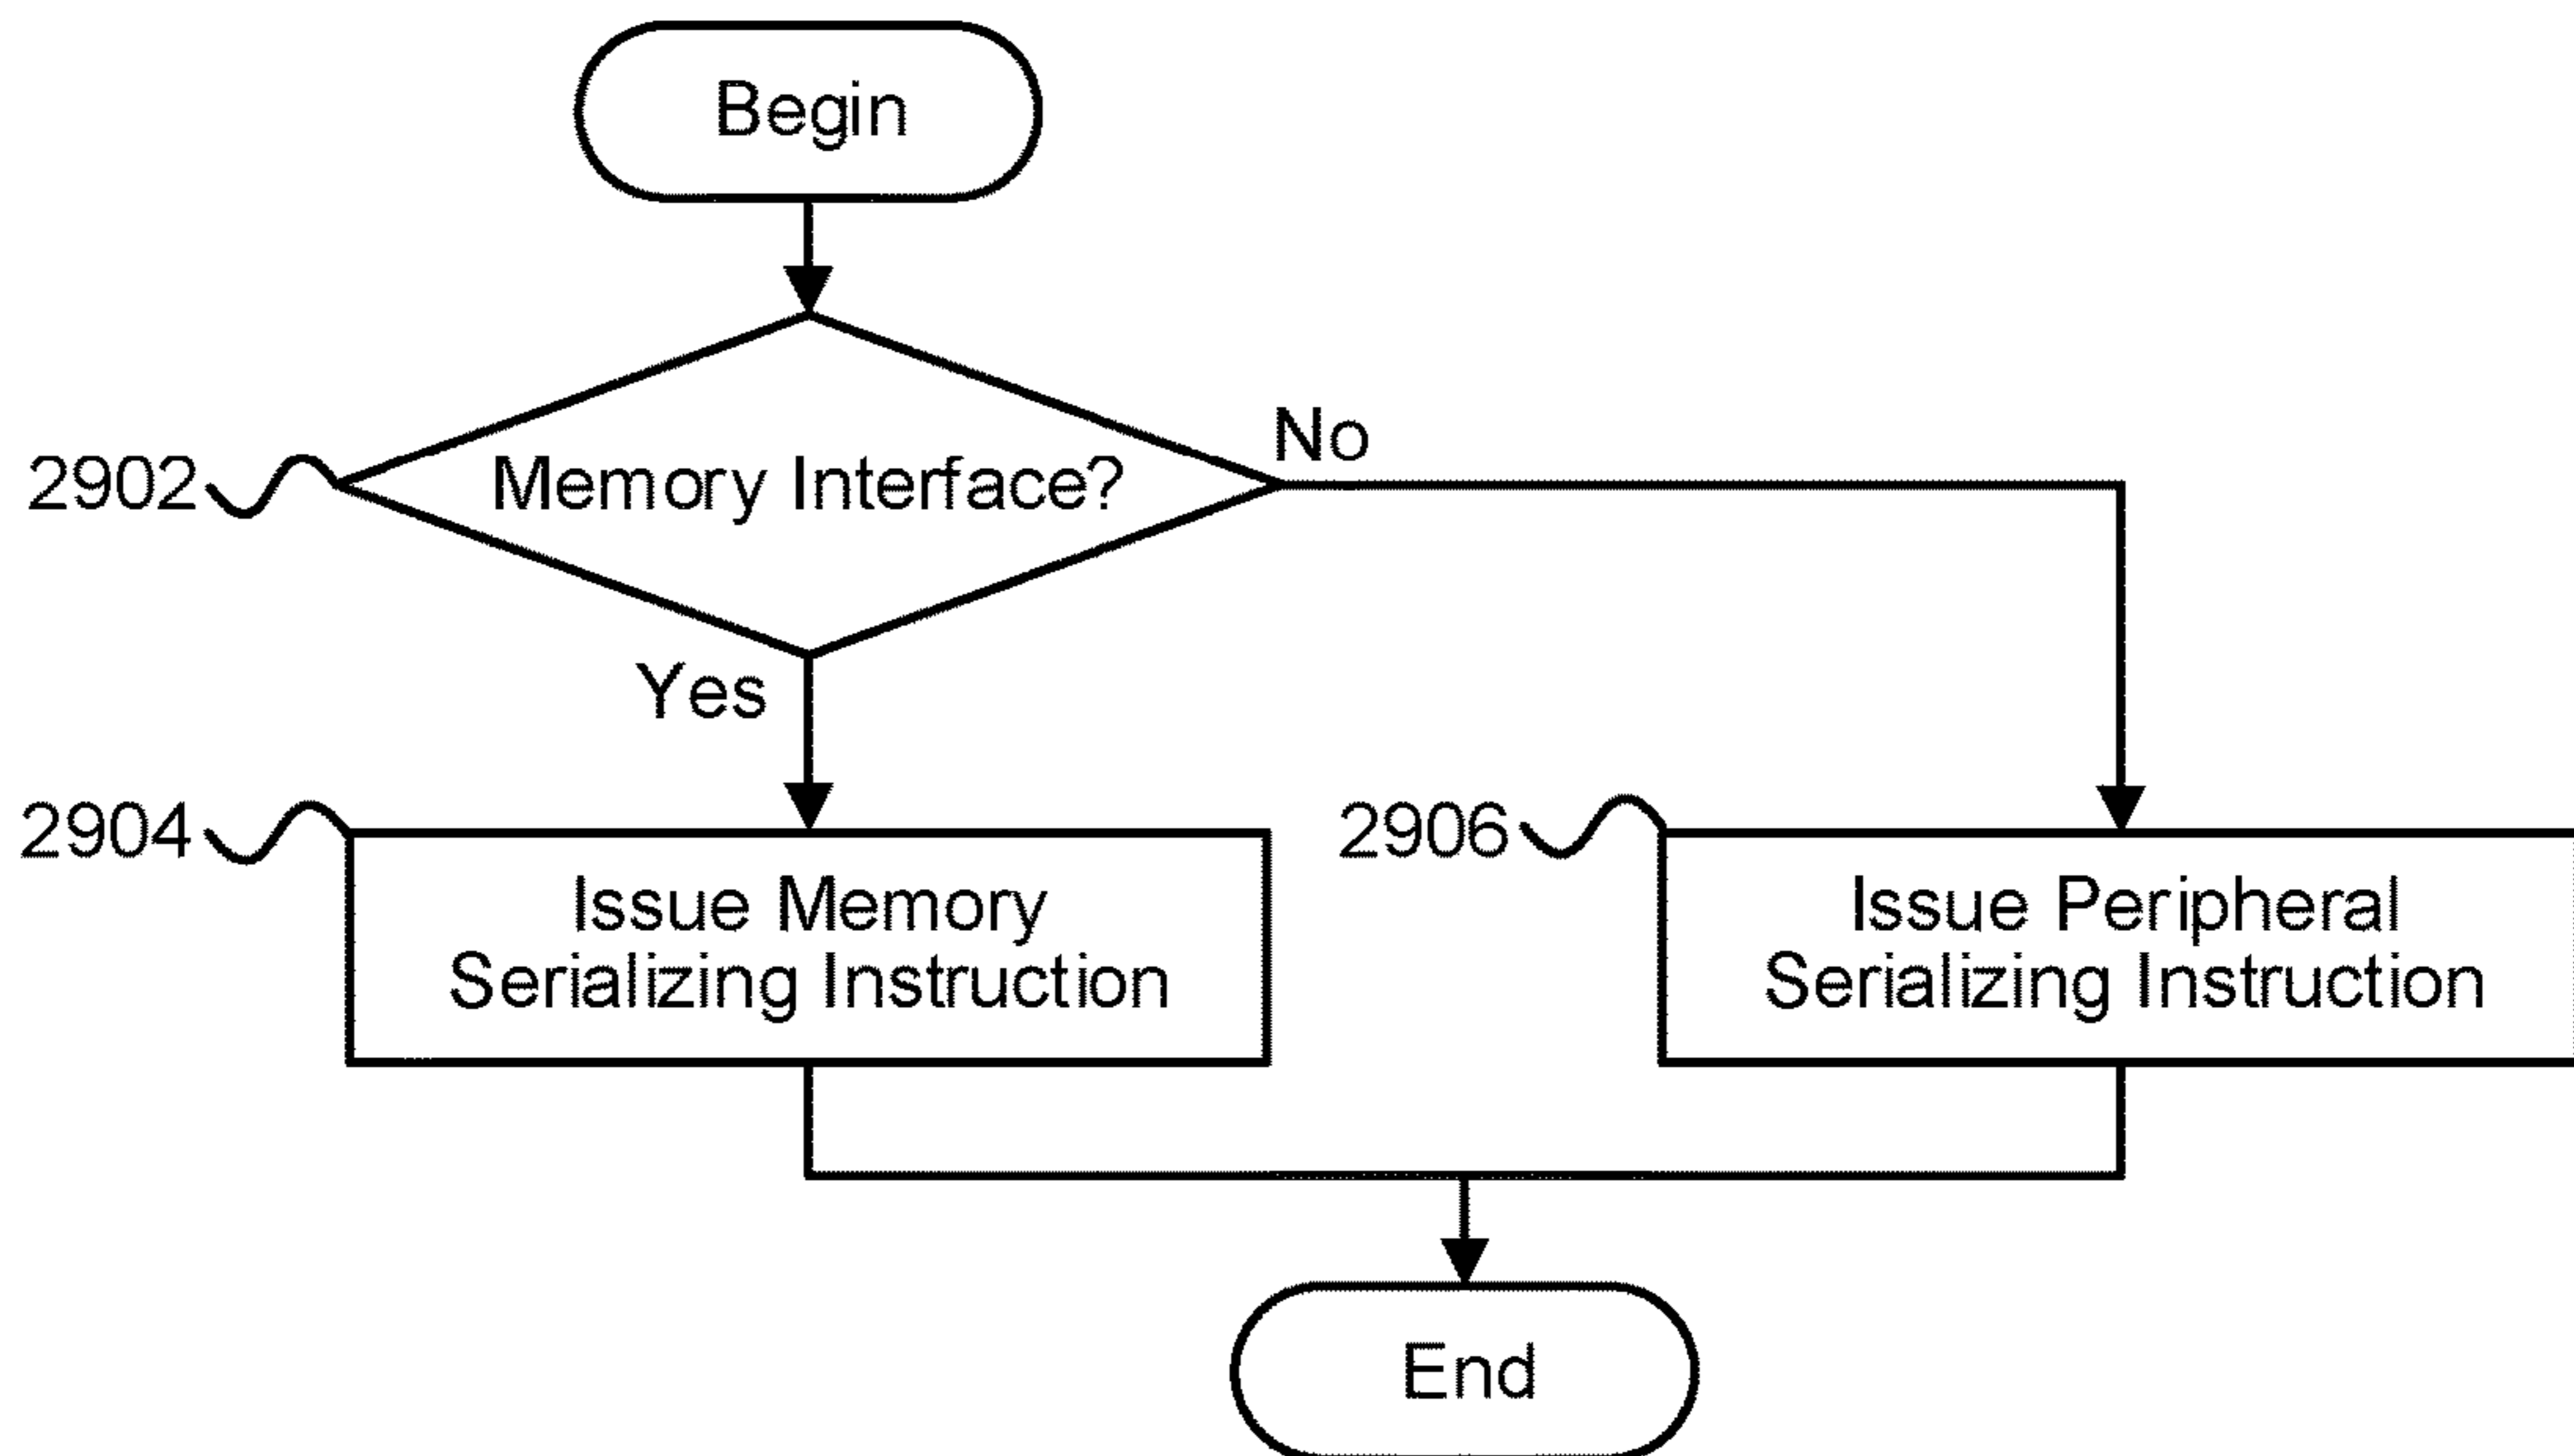 Begin
No
2902
Memory Interface?
Yes
2904
2906
Issue Memory
Serializing Instruction
Issue Peripheral
Serializing Instruction
End